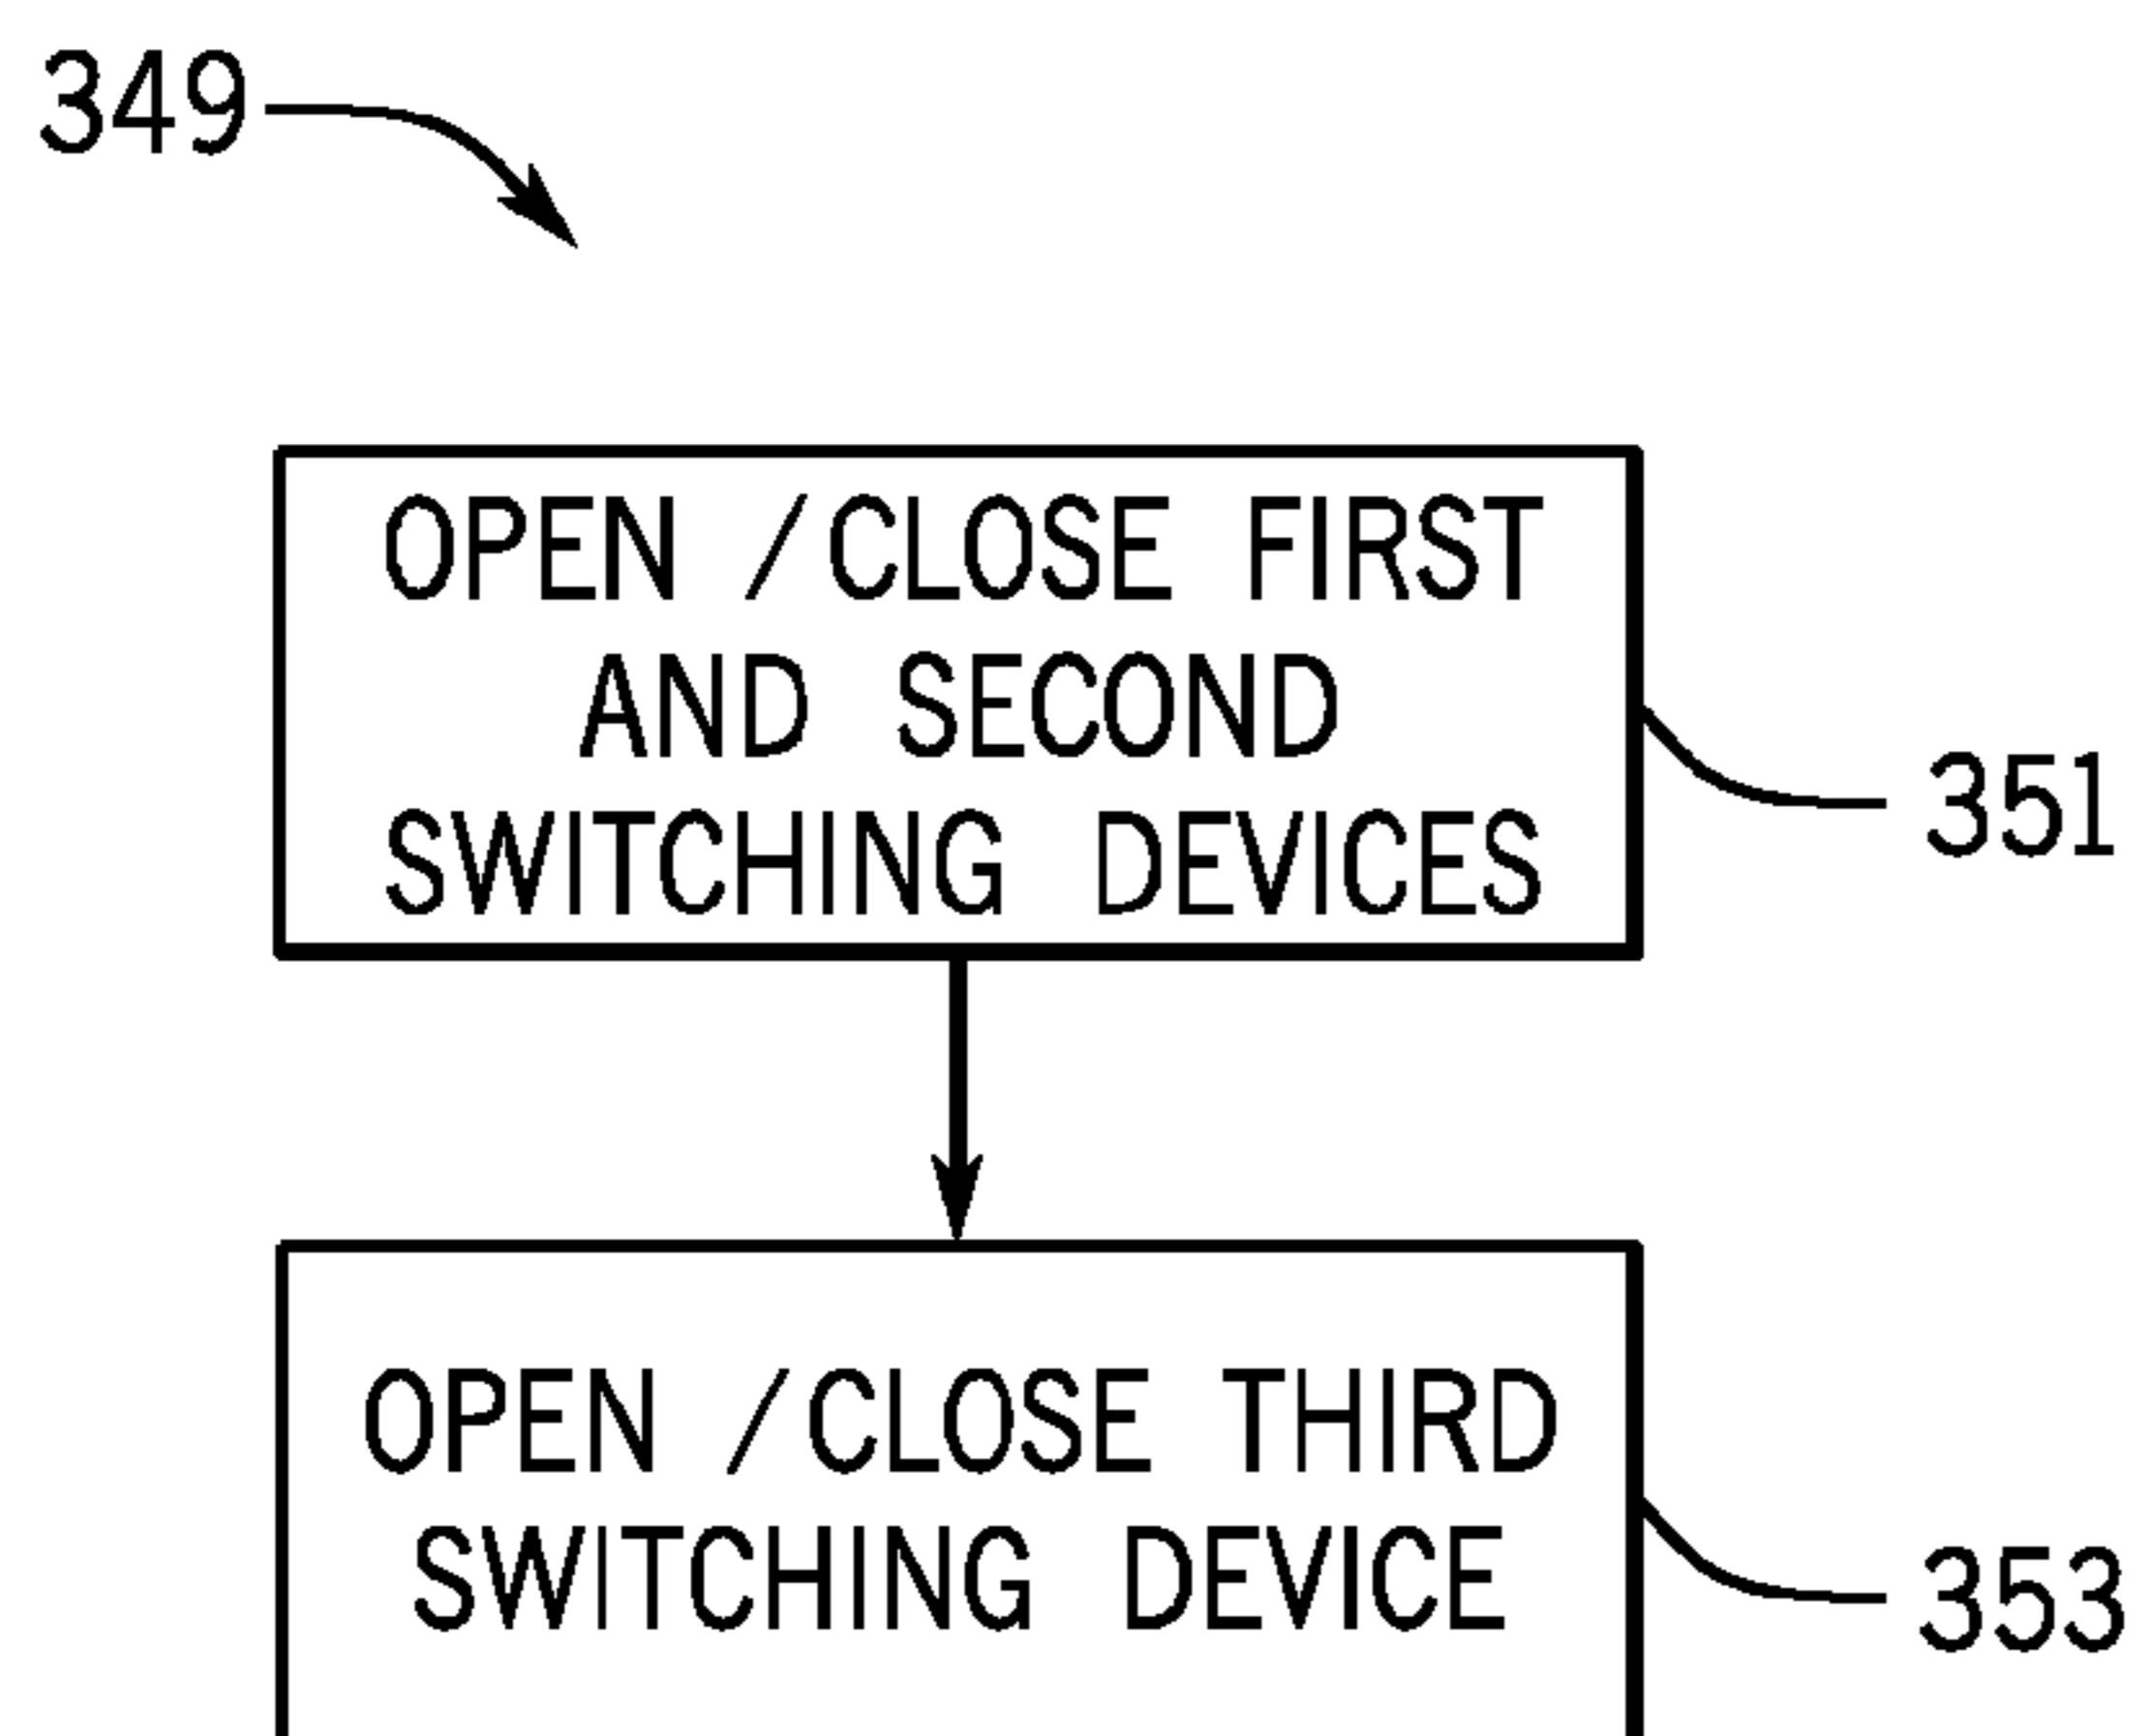 349
OPEN /CLOSE FIRST
AND SECOND
SWITCHING DEVICES
351
OPEN /CLOSE THIRD
SWITCHING DEVICE
353